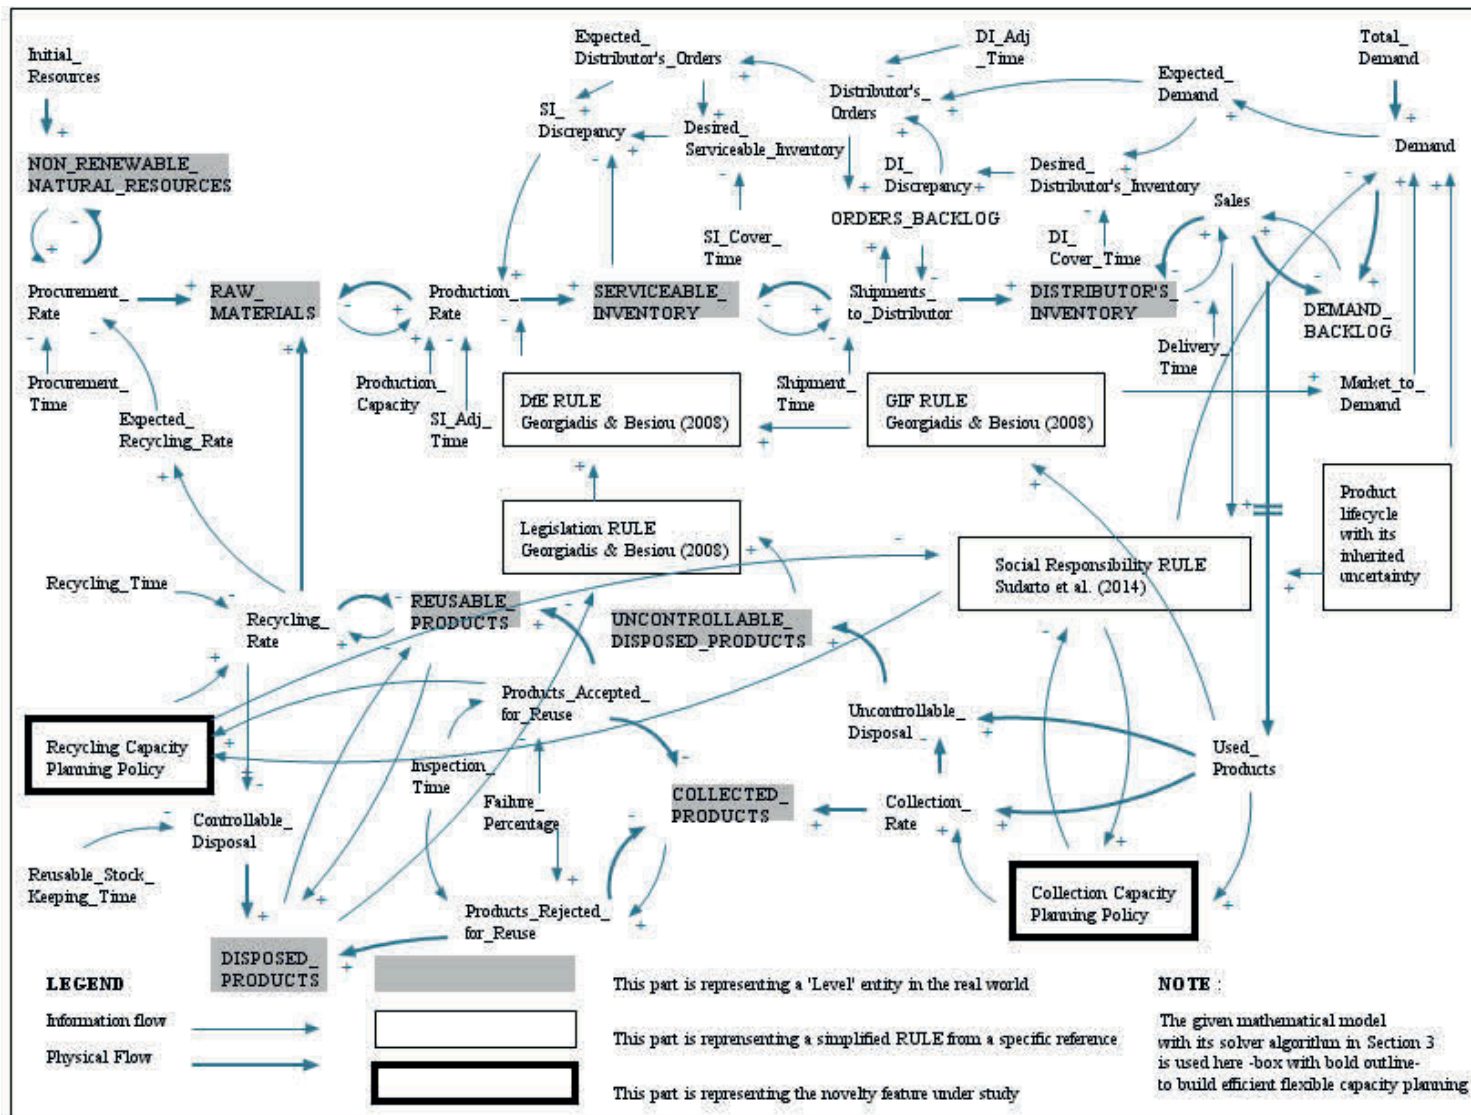 Initial_
Resources
Expected_
Distributor's_Orders
DI_Adj
_Time
Total_
Demand
Expected_
Demand
Distributor's_
Orders
SI_
Discrepancy
Desired_
Serviceable_Inventory
Demand
NON_RENEWABLE_
NATURAL_RESOURCES
DI_
Discrepancy
Desired_
Distributor's_Inventory
Sales
ORDERS_BACKLOG
SI_Cover_
Time
DI_
Cover_Time
Procurement_
Rate
RAW_
MATERIALS
Production_
Rate
SERVICEABLE_
INVENTORY
Shipments_
to_Distributor
DISTRIBUTOR'S_
INVENTORY
DEMAND_
BACKLOG
Delivery_
Time
Procurement_
Time
Production_
Capacity
SI_Adj_
Time
Shipment_
Time
Market_to_
Demand
DfE RULE
Georgiadis & Besiou (2008)
GIF RULE
Georgiadis & Besiou (2008)
Expected_
Recycling_Rate
Legislation RULE
Georgiadis & Besiou (2008)
Product
lifecycle
with its
inherited
uncertainty
Social Responsibility RULE
Sudarto et al. (2014)
Recycling_Time
Recycling_
Rate
REUSABLE_
PRODUCTS
UNCONTROLLABLE_
DISPOSED_PRODUCTS
Products_Accepted_
for_Reuse
Uncontrollable_
Disposal
Used_
Products
Recycling Capacity
Planning Policy
Inspection_
Time
Failure_
Percentage
COLLECTED_
PRODUCTS
Collection_
Rate
Controllable_
Disposal
Reusable_Stock_
Keeping_Time
Collection Capacity
Planning Policy
Products_Rejected_
for_Reuse
DISPOSED_
PRODUCTS
LEGEND
Information flow
Physical Flow
This part is representing a 'Level' entity in the real world
This part is reprensenting a simplified RULE from a specific reference
This part is representing the novelty feature under study
NOTE :
The given mathematical model
with its solver algorithm in Section 3
is used here -box with bold outline-
to build efficient flexible capacity planning